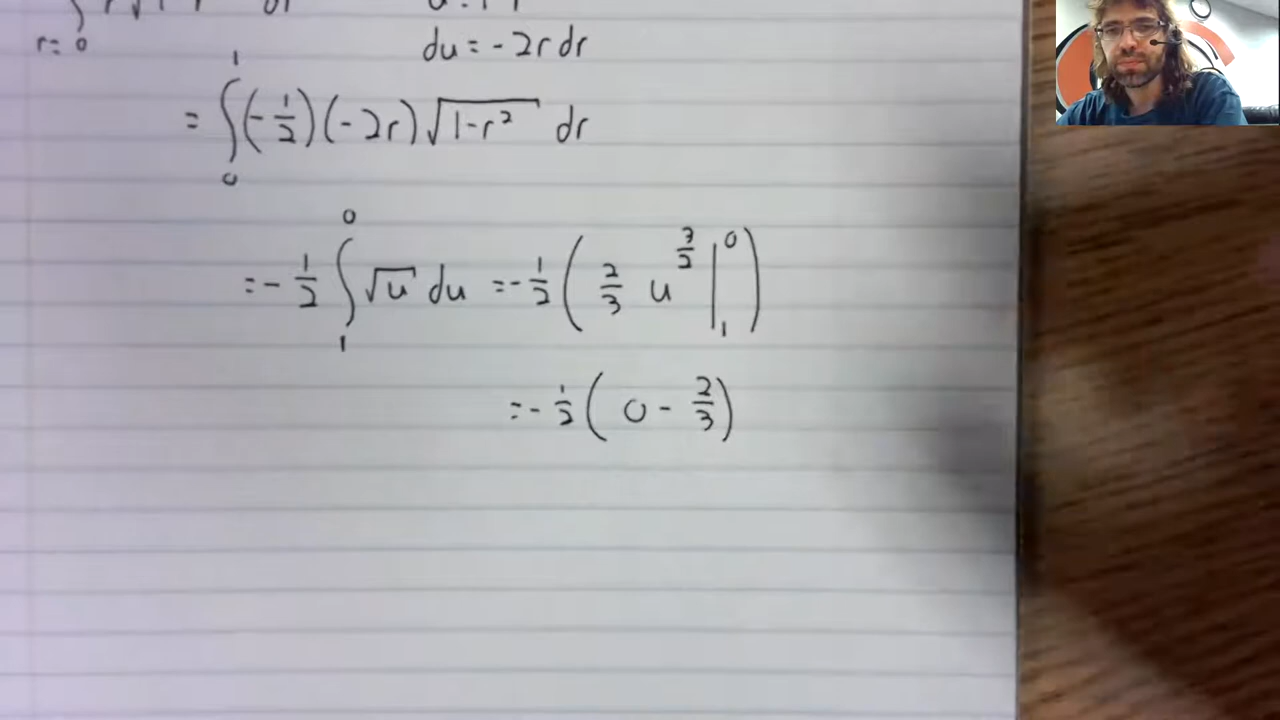 r=0
du = -2r dr
= ∫₀¹ (-1/2)(-2r)√(1-r²) dr
= -1/2 ∫₁⁰ √u du = -1/2 ( 2/3 u^(3/2) |₁⁰ )
= -1/2 ( 0 - 2/3 )